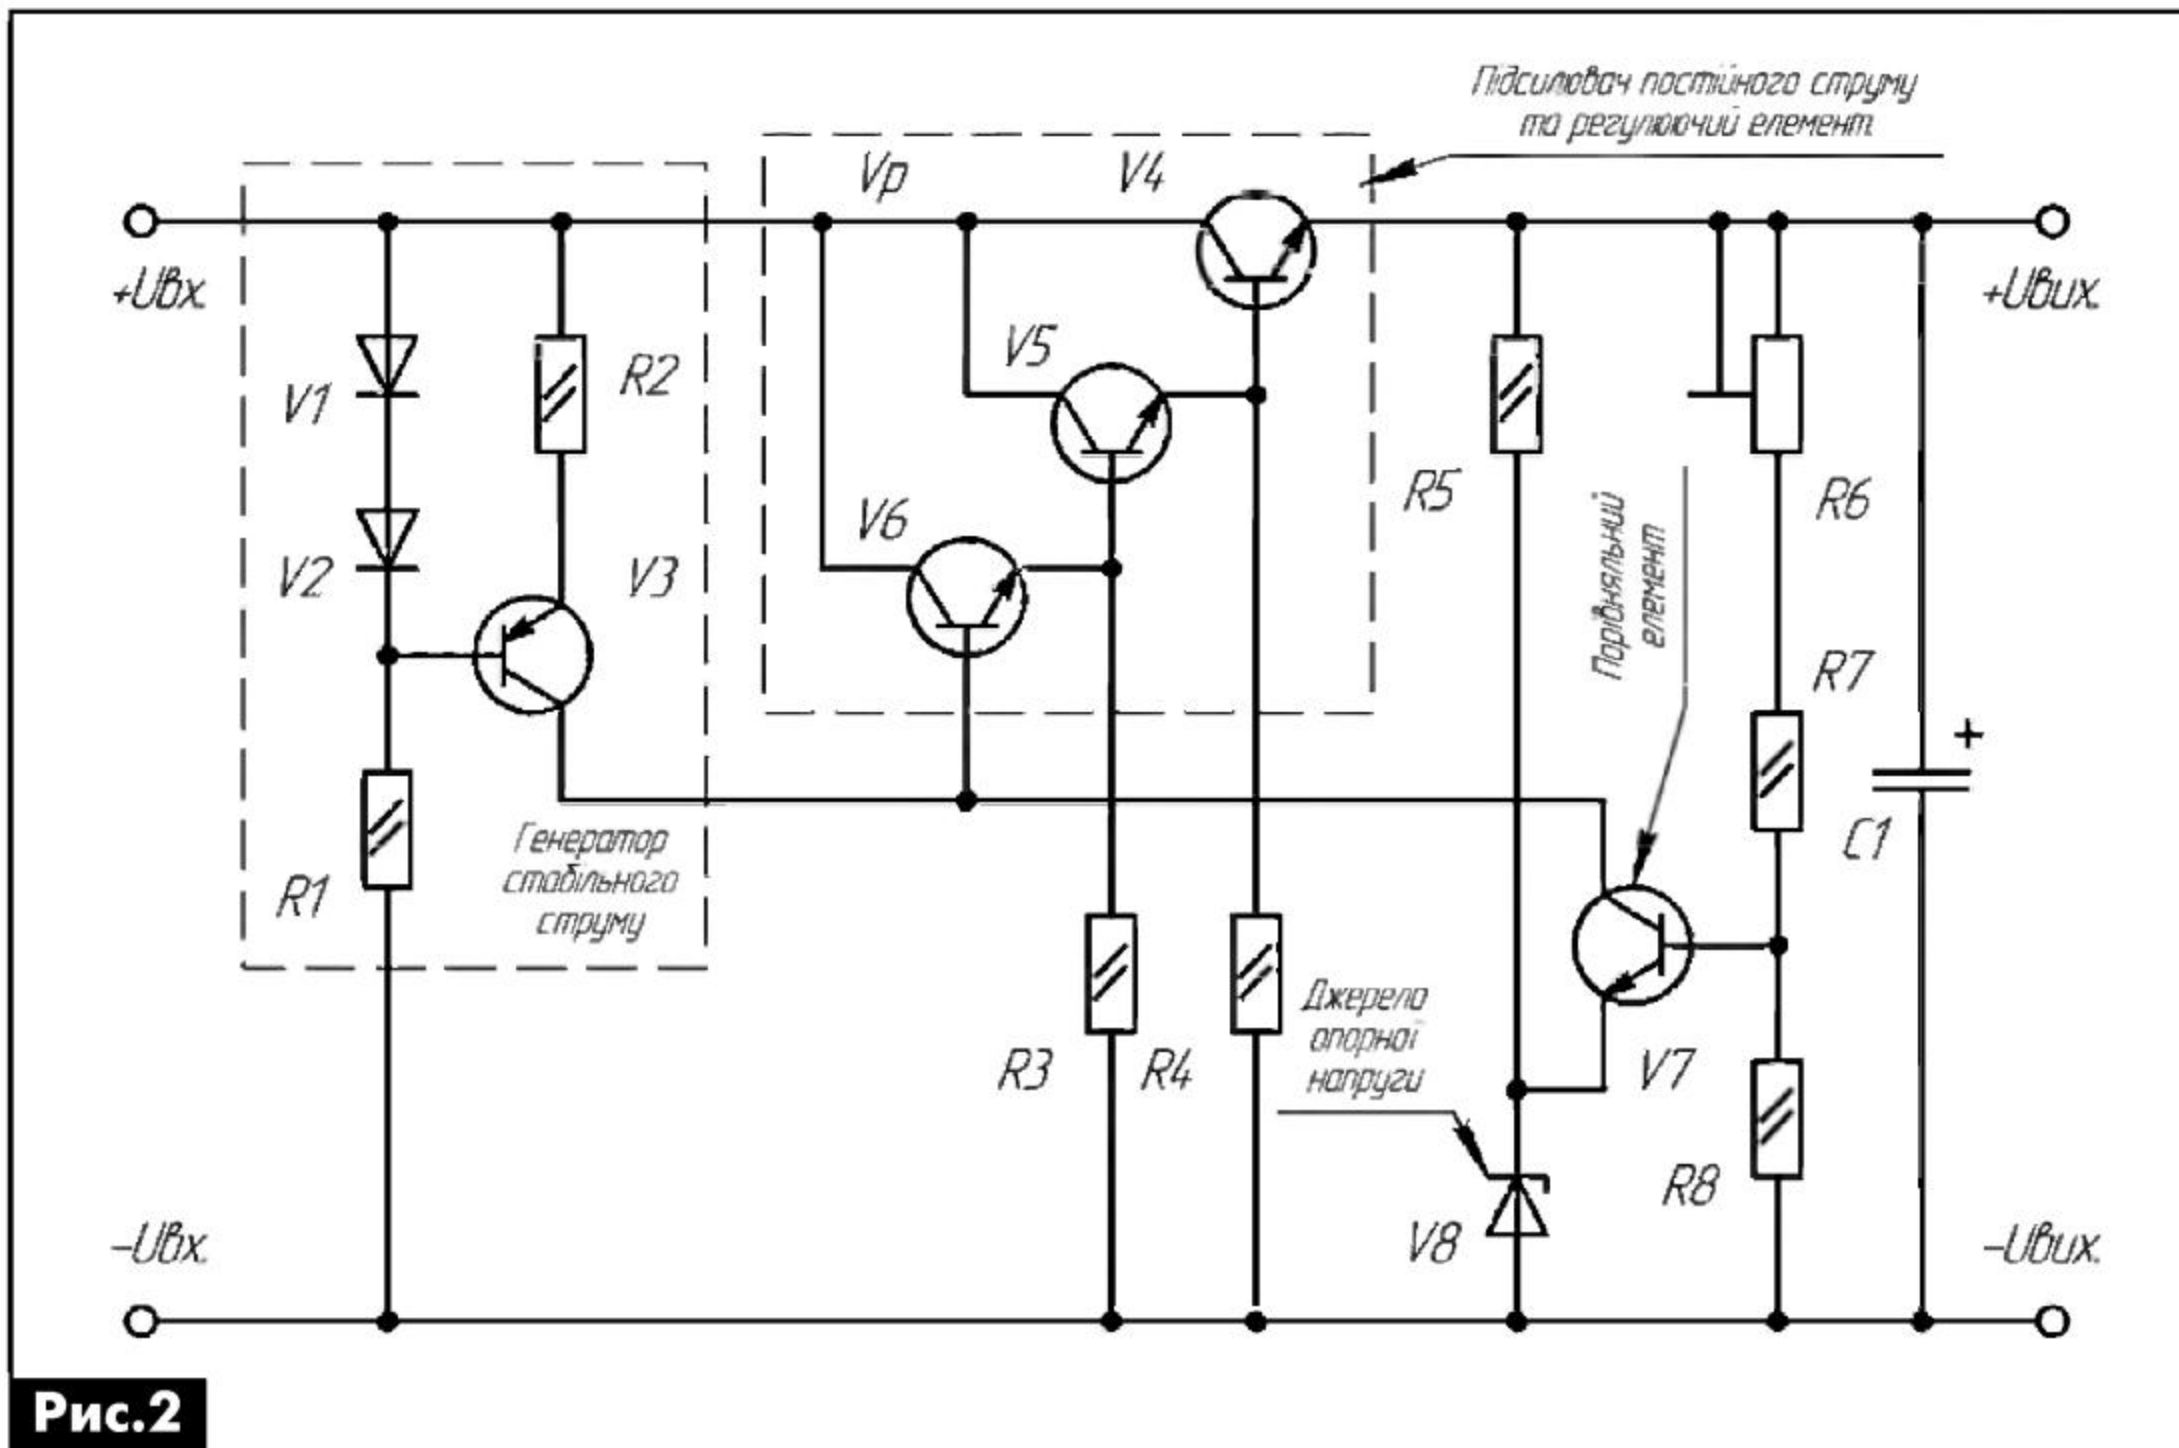 Підсилювач постійного струму
та регулюючий елемент
Vр
V4
+Uвх.
+Uвих.
V5
R2
V1
R5
R6
V6
Порівняльний
елемент
V2
V3
R7
+
C1
Генератор
стабільного
струму
R1
Джерело
опорної
напруги
R3
R4
V7
R8
V8
–Uвх.
–Uвих.
Рис.2